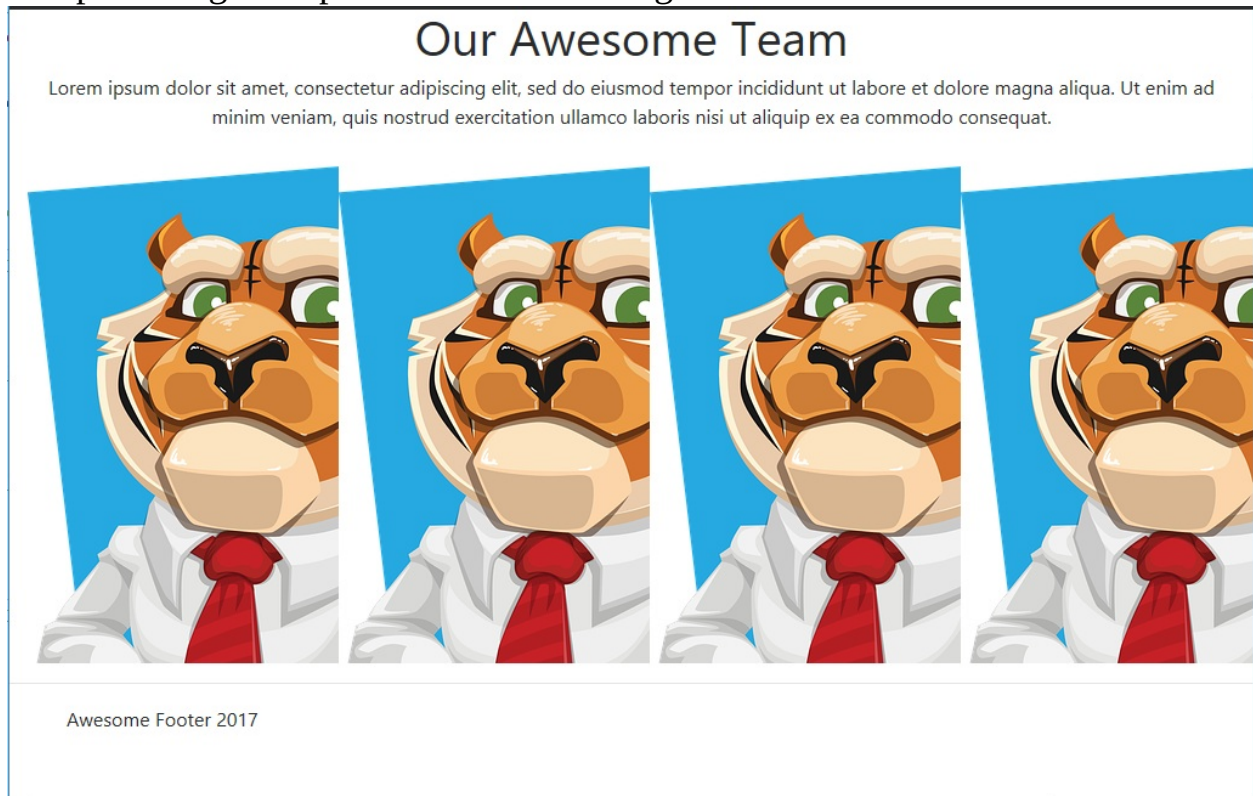 Our Awesome Team
Lorem ipsum dolor sit amet, consectetur adipiscing elit, sed do eiusmod tempor incididunt ut labore et dolore magna aliqua. Ut enim ad
minim veniam, quis nostrud exercitation ullamco laboris nisi ut aliquip ex ea commodo consequat.
Awesome Footer 2017